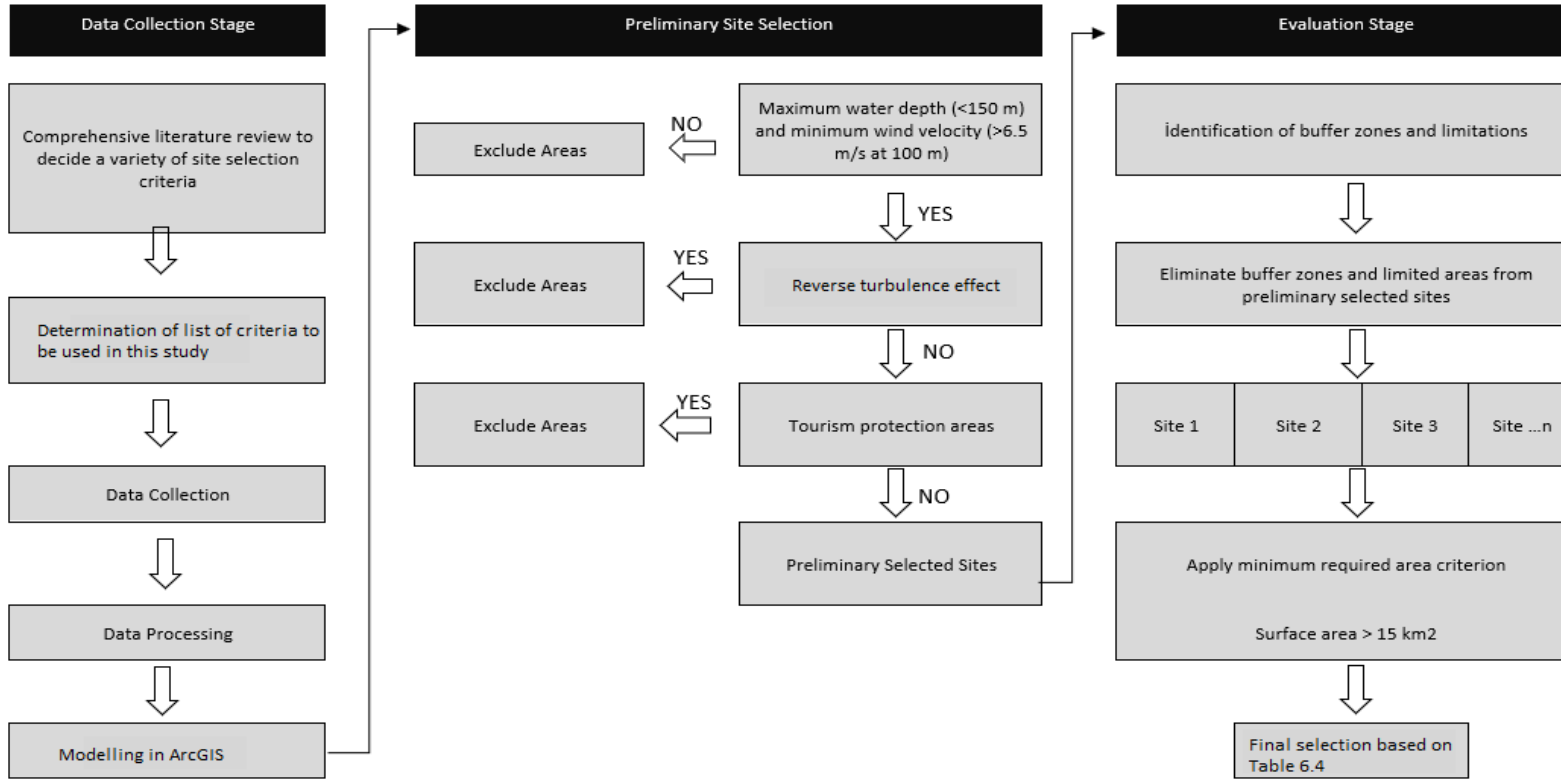 Data Collection Stage
Comprehensive literature review to
decide a variety of site selection
criteria
Determination of list of criteria to
be used in this study
Data Collection
Data Processing
Modelling in ArcGIS
Preliminary Site Selection
Maximum water depth (<150 m)
and minimum wind velocity (>6.5
m/s at 100 m)
NO
Exclude Areas
YES
Reverse turbulence effect
YES
Exclude Areas
NO
Tourism protection areas
YES
Exclude Areas
NO
Preliminary Selected Sites
Evaluation Stage
İdentification of buffer zones and limitations
Eliminate buffer zones and limited areas from
preliminary selected sites
Site 1
Site 2
Site 3
Site ...n
Apply minimum required area criterion
Surface area > 15 km2
Final selection based on
Table 6.4